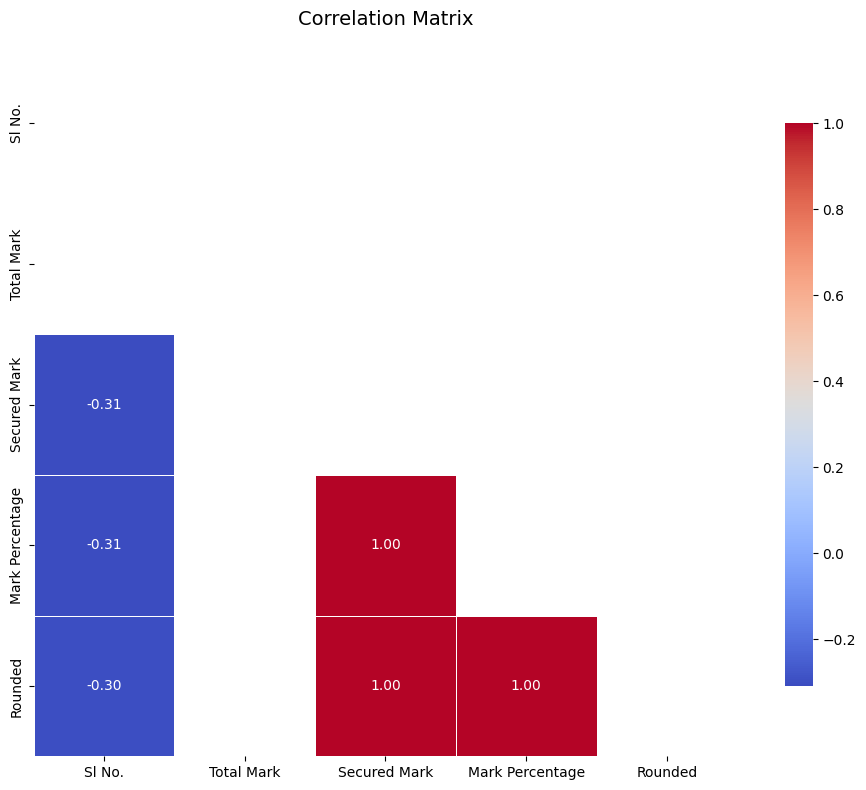 Correlation Matrix
Sl No.
Total Mark
Secured Mark
Mark Percentage
Rounded
-0.31
-0.31
1.00
-0.30
1.00
1.00
Sl No.
Total Mark
Secured Mark
Mark Percentage
Rounded
1.0
0.8
0.6
0.4
0.2
0.0
−0.2